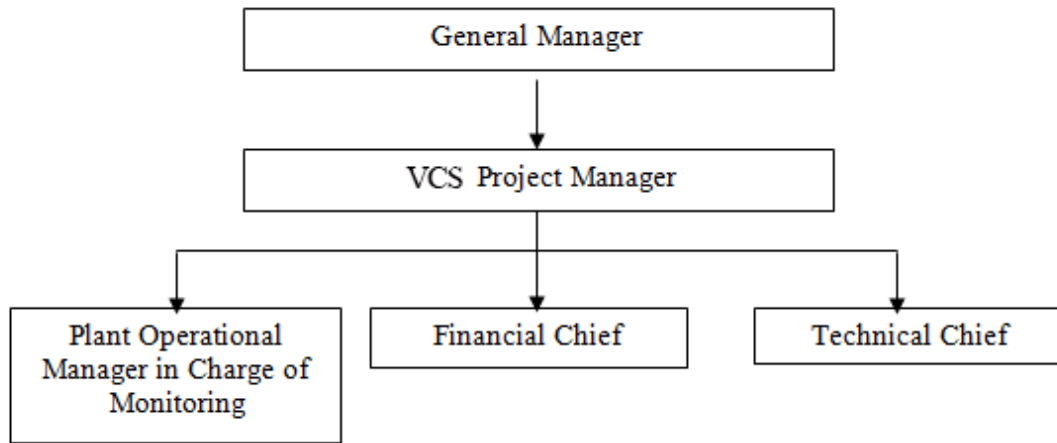 General Manager
VCS Project Manager
Plant Operational
Manager in Charge of
Monitoring
Financial Chief
Technical Chief